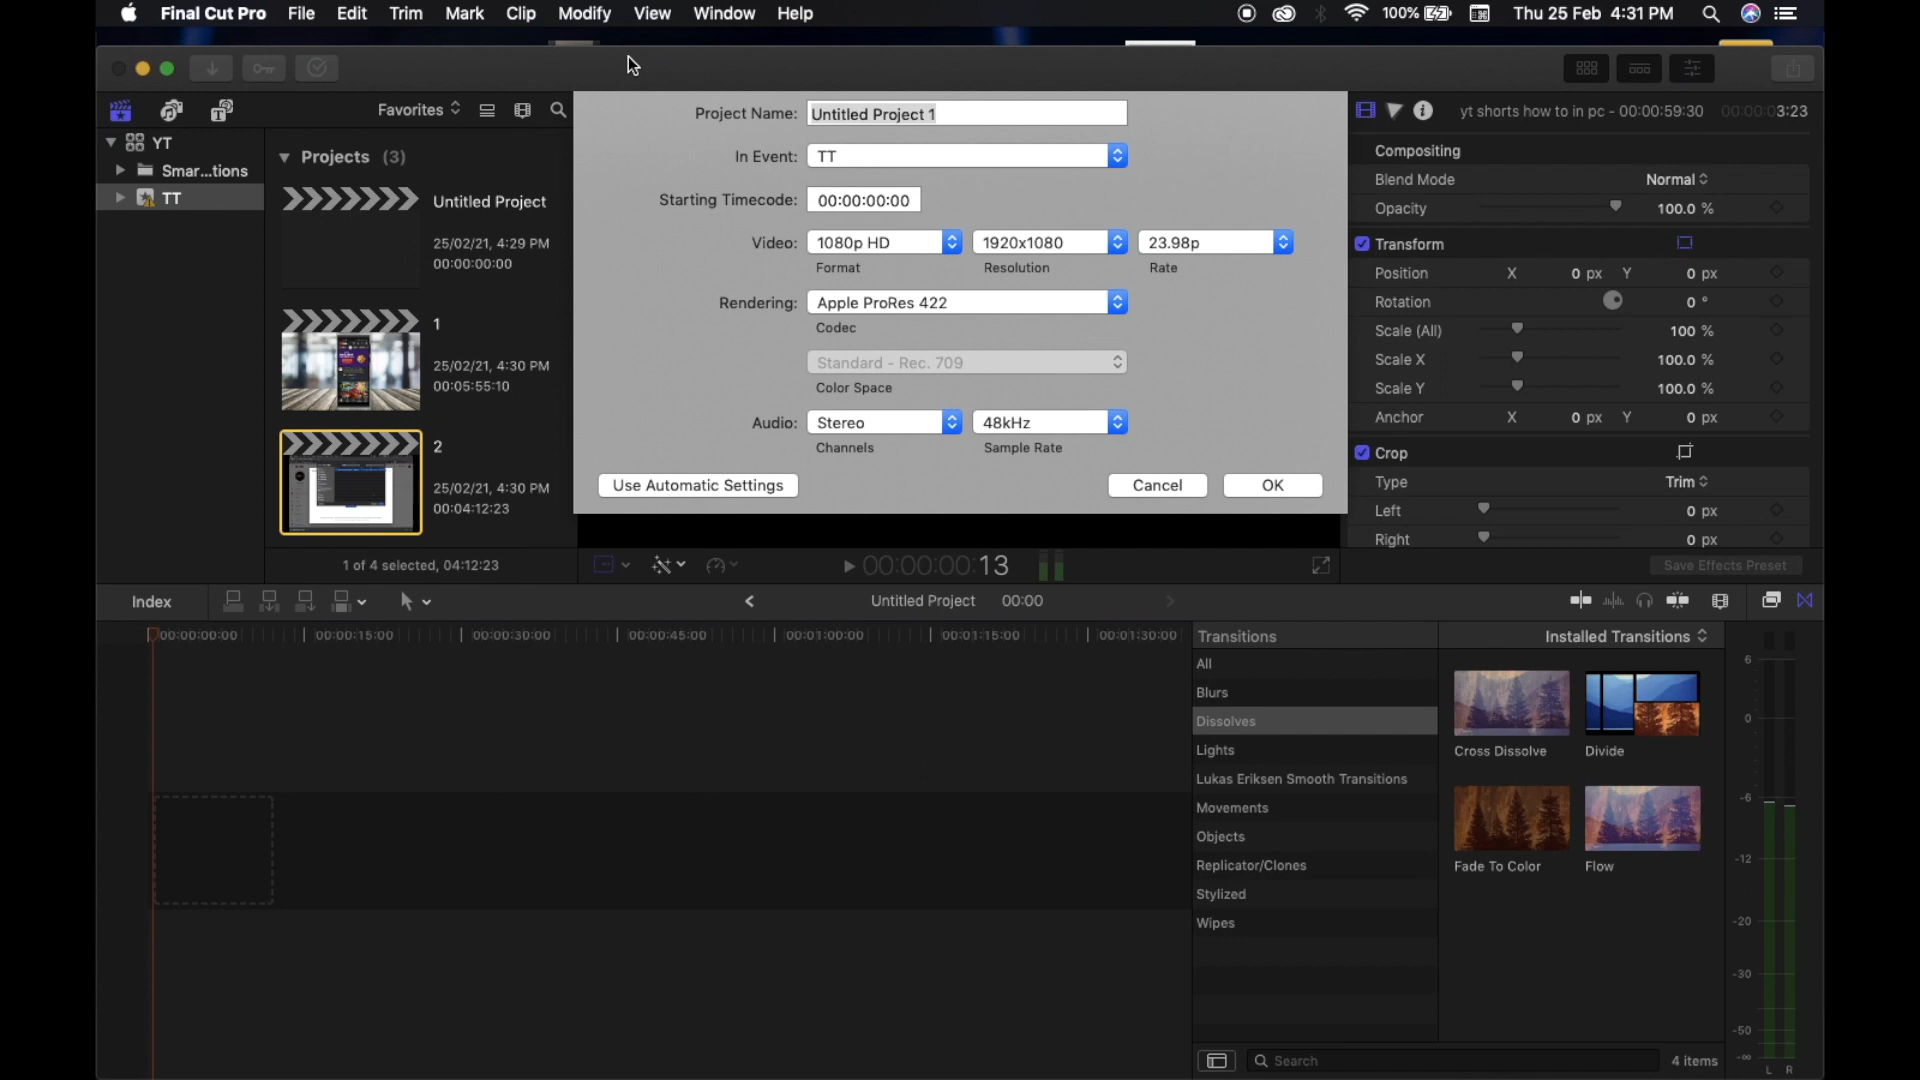 Final Cut Pro File Edit Trim Mark Clip Modify View Window Help 100% Thu 25 Feb 4:31 PM
Favorites
yt shorts how to in pc - 00:00:59:30 00:00:03:23
YT
Smar...tions
TT
Projects (3)
Untitled Project
25/02/21, 4:29 PM
00:00:00:00
1
25/02/21, 4:30 PM
00:05:55:10
2
25/02/21, 4:30 PM
00:04:12:23
1 of 4 selected, 04:12:23
Project Name: Untitled Project 1
In Event: TT
Starting Timecode: 00:00:00:00
Video: 1080p HD 1920x1080 23.98p
Format Resolution Rate
Rendering: Apple ProRes 422
Codec
Standard - Rec. 709
Color Space
Audio: Stereo 48kHz
Channels Sample Rate
Use Automatic Settings Cancel OK
Compositing
Blend Mode Normal
Opacity 100.0 %
Transform
Position X 0 px Y 0 px
Rotation 0 °
Scale (All) 100 %
Scale X 100.0 %
Scale Y 100.0 %
Anchor X 0 px Y 0 px
Crop
Type Trim
Left 0 px
Right 0 px
Save Effects Preset
00:00:00:13
Index Untitled Project 00:00
00:00:00:00 00:00:15:00 00:00:30:00 00:00:45:00 00:01:00:00 00:01:15:00 00:01:30:00
Transitions Installed Transitions
All
Blurs
Dissolves
Lights
Lukas Eriksen Smooth Transitions
Movements
Objects
Replicator/Clones
Stylized
Wipes
Cross Dissolve Divide
Fade To Color Flow
Search 4 items
6
0
-6
-12
-20
-30
-50
-∞
L R